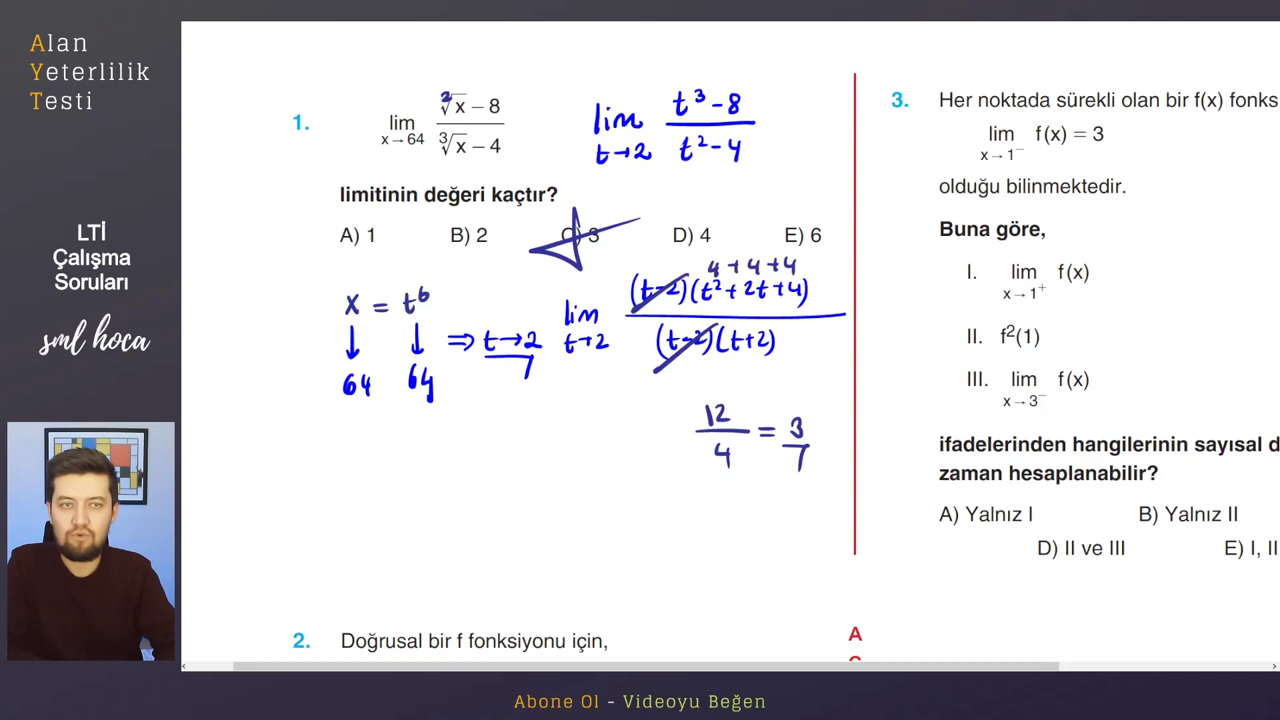 Alan
Yeterlilik
Testi
LTİ
Çalışma
Soruları
sml hoca
1. lim x→64 ²√x − 8 / ³√x − 4
lim t→2 t³ − 8 / t² − 4
limitinin değeri kaçtır?
A) 1 B) 2 C) 3 D) 4 E) 6
x = t⁶
↓ ↓ ⇒ t→2
64 64
4 + 4 + 4
lim t→2 (t−2)(t² + 2t + 4) / (t−2)(t+2)
12/4 = 3
2. Doğrusal bir f fonksiyonu için,
A
3. Her noktada sürekli olan bir f(x) fonks
lim x→1⁻ f(x) = 3
olduğu bilinmektedir.
Buna göre,
I. lim x→1⁺ f(x)
II. f²(1)
III. lim x→3⁻ f(x)
ifadelerinden hangilerinin sayısal d
zaman hesaplanabilir?
A) Yalnız I B) Yalnız II
D) II ve III E) I, II
Abone Ol - Videoyu Beğen